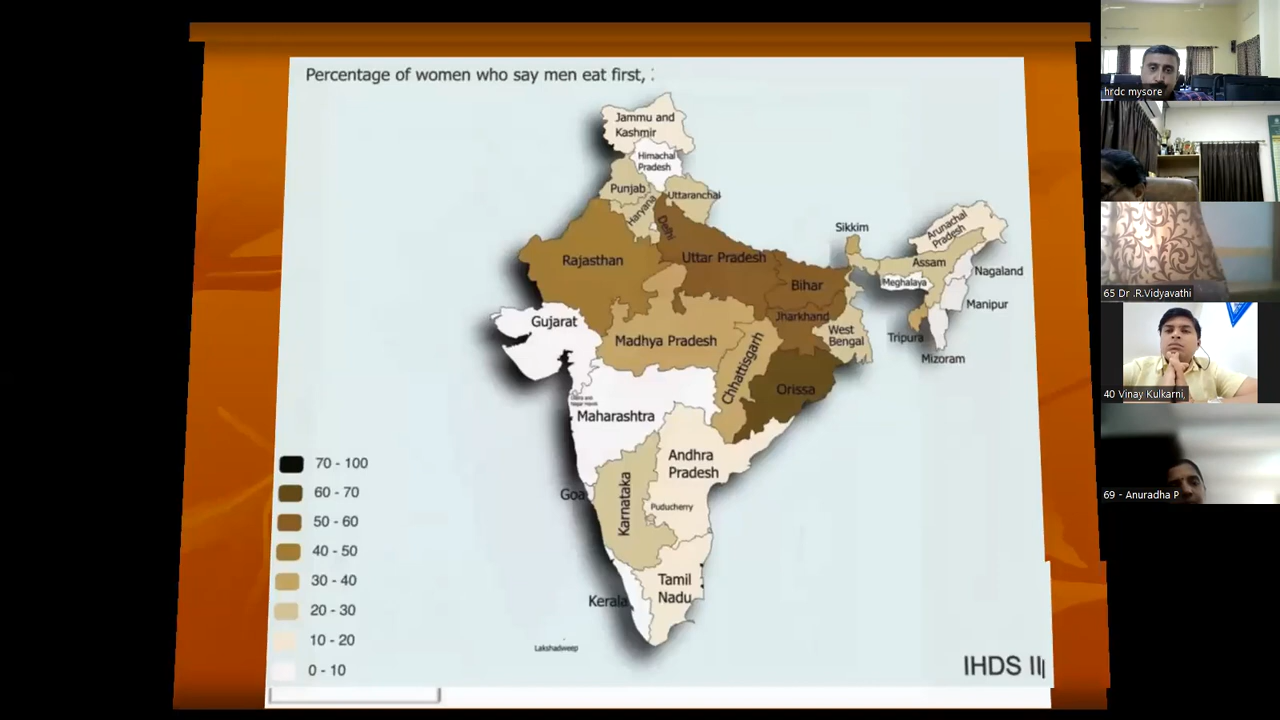 Percentage of women who say men eat first,
Jammu and
Kashmir
Himachal
Pradesh
Punjab
Uttaranchal
Haryana
Delhi
Rajasthan
Uttar Pradesh
Bihar
Sikkim
Arunachal
Pradesh
Assam
Nagaland
Meghalaya
Manipur
Tripura
Mizoram
Gujarat
Madhya Pradesh
Jharkhand
West
Bengal
Chhattisgarh
Orissa
Maharashtra
Andhra
Pradesh
Goa
Karnataka
Puducherry
Tamil
Nadu
Kerala
Lakshadweep
70 - 100
60 - 70
50 - 60
40 - 50
30 - 40
20 - 30
10 - 20
0 - 10
IHDS II
hrdc mysore
65 Dr .R.Vidyavathi
40 Vinay Kulkarni,
69 - Anuradha P